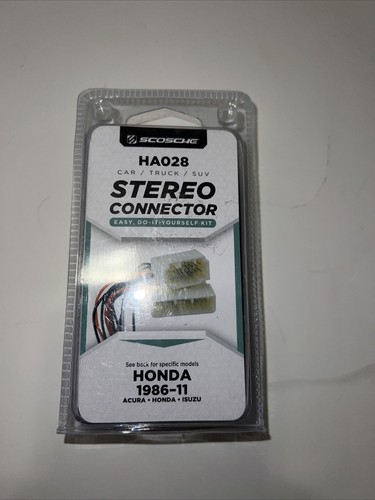 SCOSCHE
HA028
CAR / TRUCK / SUV
STEREO
CONNECTOR
EASY, DO-IT-YOURSELF KIT
See back for specific models
HONDA
1986-11
ACURA • HONDA • ISUZU